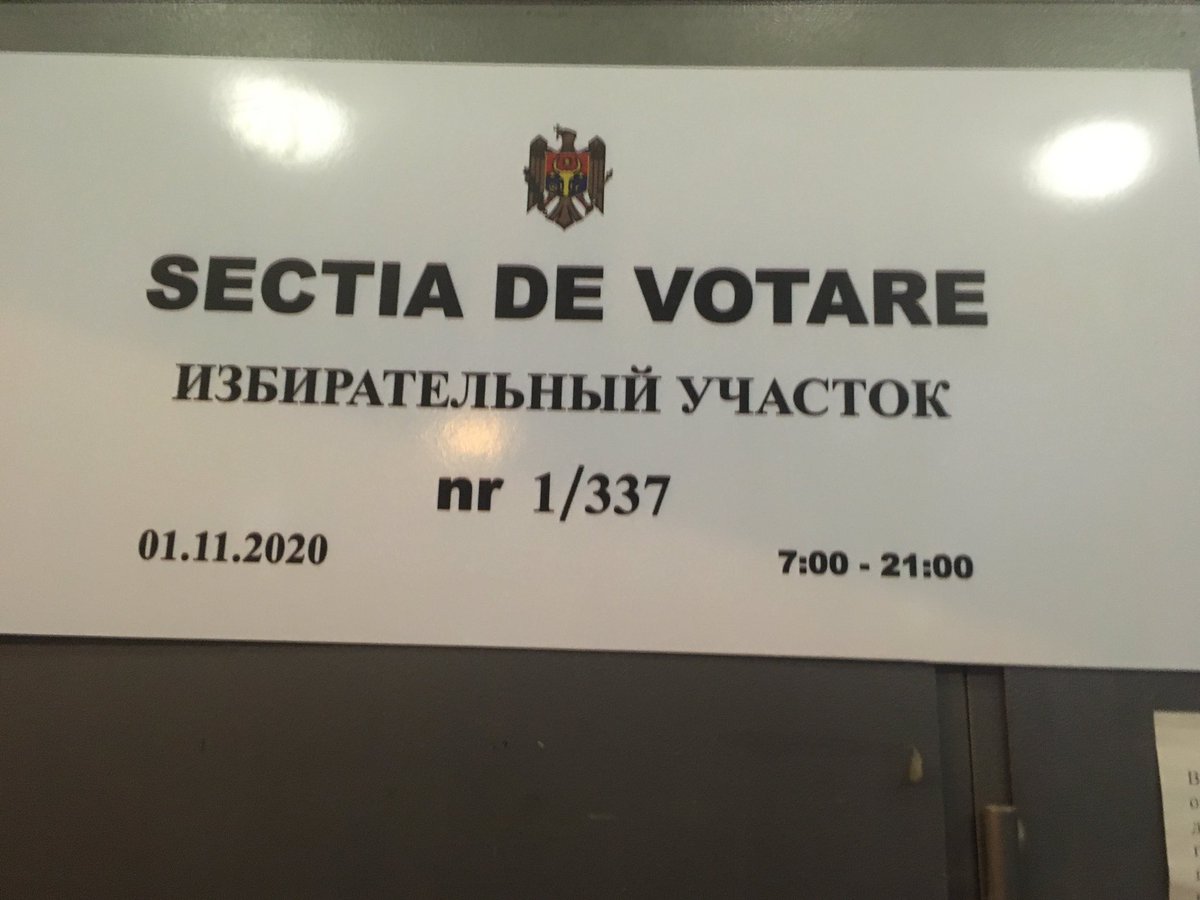 SECTIA DE VOTARE
ИЗБИРАТЕЛЬНЫЙ УЧАСТОК
nr 1/337
01.11.2020
7:00 - 21:00